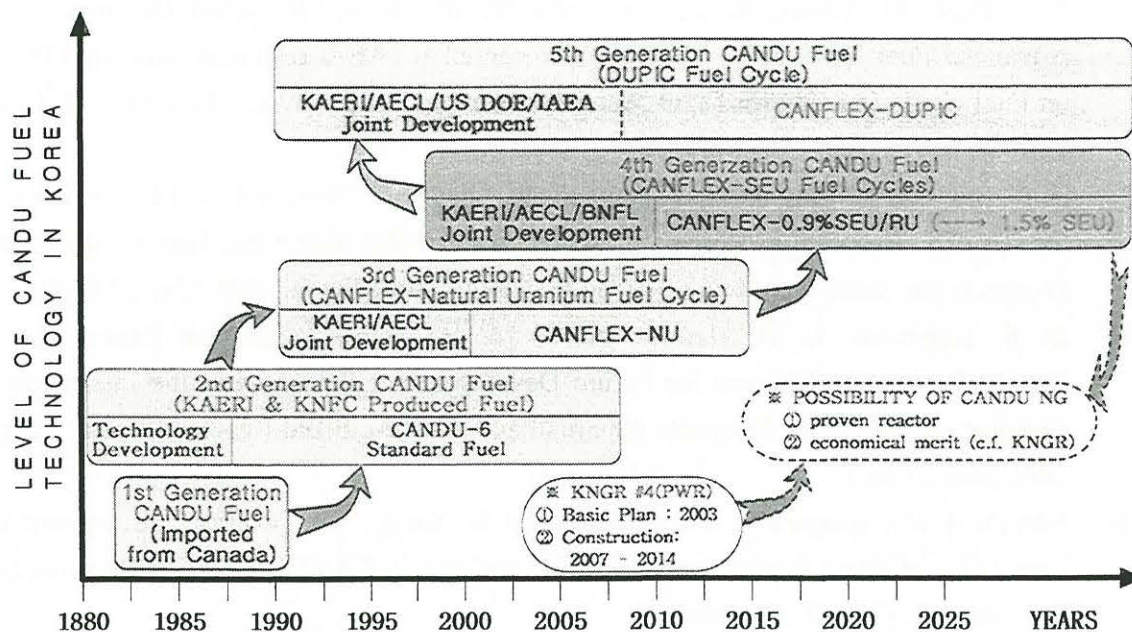 LEVEL OF CANDU FUEL
TECHNOLOGY IN KOREA
5th Generation CANDU Fuel
(DUPIC Fuel Cycle)
KAERI/AECL/US DOE/IAEA
Joint Development
CANFLEX-DUPIC
4th Generzation CANDU Fuel
(CANFLEX-SEU Fuel Cycles)
KAERI/AECL/BNFL
Joint Development
CANFLEX-0.9%SEU/RU (---→ 1.5% SEU)
3rd Generation CANDU Fuel
(CANFLEX-Natural Uranium Fuel Cycle)
KAERI/AECL
Joint Development
CANFLEX-NU
2nd Generation CANDU Fuel
(KAERI & KNFC Produced Fuel)
Technology
Development
CANDU-6
Standard Fuel
1st Generation
CANDU Fuel
(Imported
from Canada)
※ POSSIBILITY OF CANDU NG
① proven reactor
② economical merit (c.f. KNGR)
※ KNGR #4(PWR)
① Basic Plan : 2003
② Construction:
2007 - 2014
1880 1985 1990 1995 2000 2005 2010 2015 2020 2025 YEARS